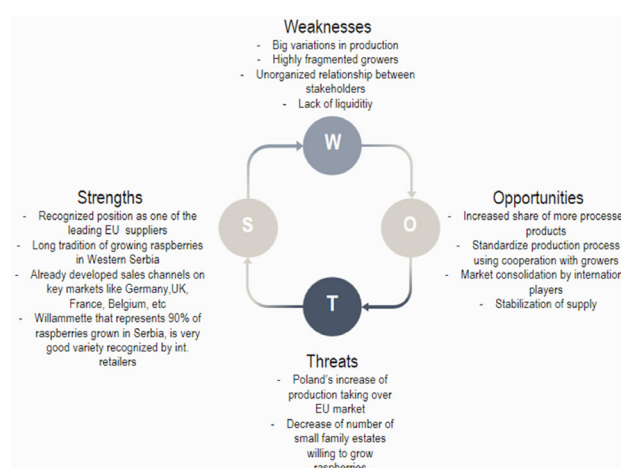 Weaknesses
- Big variations in production
- Highly fragmented growers
- Unorganized relationship between
stakeholders
- Lack of liquiditiy
W
Strengths
- Recognized position as one of the
leading EU suppliers
- Long tradition of growing raspberries
in Western Serbia
- Already developed sales channels on
key markets like Germany,UK,
France, Belgium, etc
- Willammette that represents 90% of
raspberries grown in Serbia, is very
good variety recognized by int.
retailers
S
O
Opportunities
- Increased share of more processe
products
- Standardize production process
using cooperation with growers
- Market consolidation by internation
players
- Stabilization of supply
T
Threats
- Poland's increase of
production taking over
EU market
- Decrease of number of
small family estates
willing to grow
raspberries